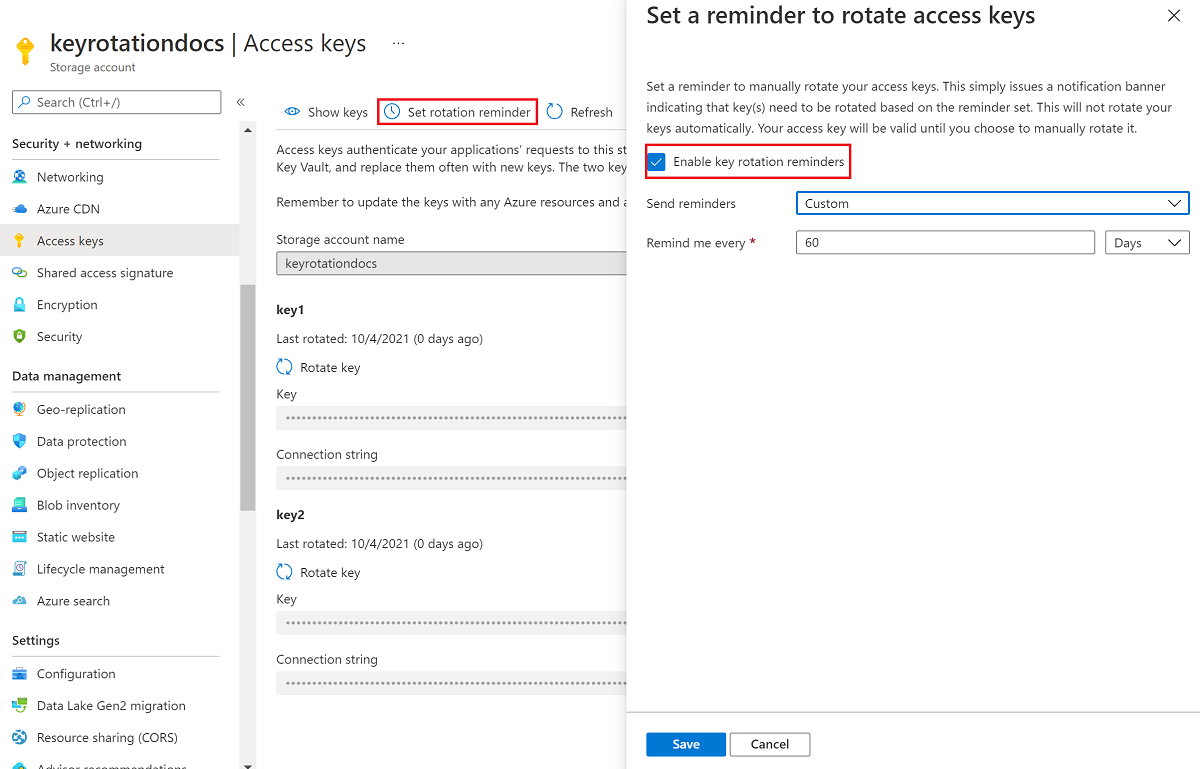 keyrotationdocs | Access keys ...
Storage account
Search (Ctrl+/)
«
Security + networking
Networking
Azure CDN
Access keys
Shared access signature
Encryption
Security
Data management
Geo-replication
Data protection
Object replication
Blob inventory
Static website
Lifecycle management
Azure search
Settings
Configuration
Data Lake Gen2 migration
Resource sharing (CORS)
Advisor recommendations
Show keys
Set rotation reminder
Refresh
Access keys authenticate your applications' requests to this st
Key Vault, and replace them often with new keys. The two key
Remember to update the keys with any Azure resources and a
Storage account name
keyrotationdocs
key1
Last rotated: 10/4/2021 (0 days ago)
Rotate key
Key
Connection string
key2
Last rotated: 10/4/2021 (0 days ago)
Rotate key
Key
Connection string
Set a reminder to rotate access keys
Set a reminder to manually rotate your access keys. This simply issues a notification banner
indicating that key(s) need to be rotated based on the reminder set. This will not rotate your
keys automatically. Your access key will be valid until you choose to manually rotate it.
Enable key rotation reminders
Send reminders
Custom
Remind me every *
60
Days
Save
Cancel